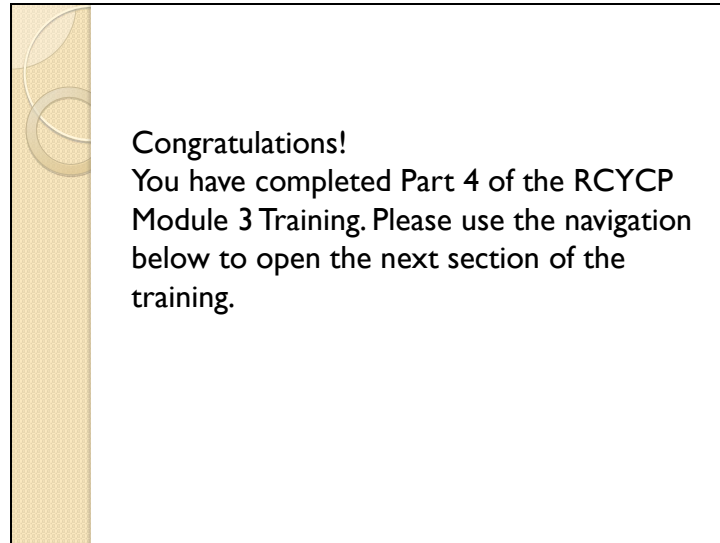 Congratulations!
You have completed Part 4 of the RCYCP
Module 3 Training. Please use the navigation
below to open the next section of the
training.